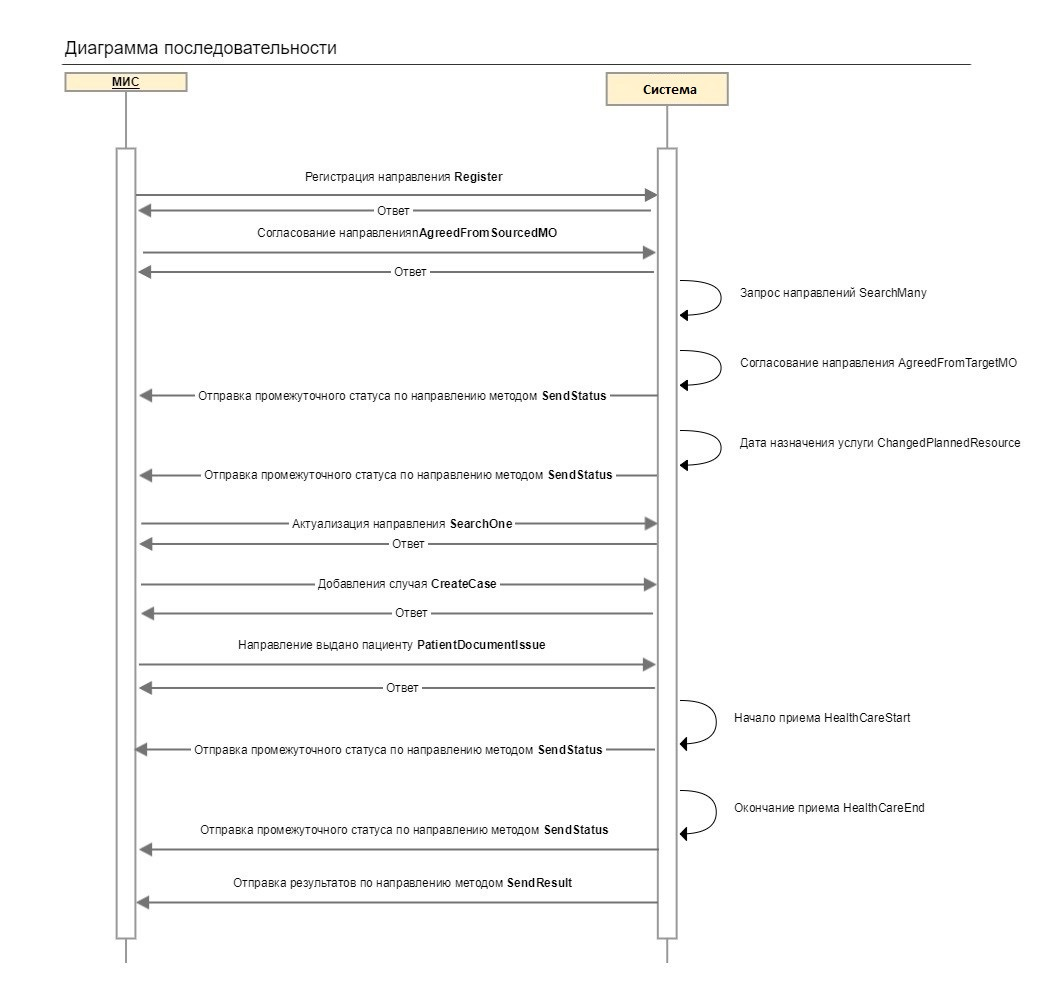 Диаграмма последовательности
МИС
Система
Регистрация направления Register
Ответ
Согласование направленияnAgreedFromSourcedMO
Ответ
Запрос направлений SearchMany
Согласование направления AgreedFromTargetMO
Отправка промежуточного статуса по направлению методом SendStatus
Дата назначения услуги ChangedPlannedResource
Отправка промежуточного статуса по направлению методом SendStatus
Актуализация направления SearchOne
Ответ
Добавления случая CreateCase
Ответ
Направление выдано пациенту PatientDocumentIssue
Ответ
Начало приема HealthCareStart
Отправка промежуточного статуса по направлению методом SendStatus
Окончание приема HealthCareEnd
Отправка промежуточного статуса по направлению методом SendStatus
Отправка результатов по направлению методом SendResult